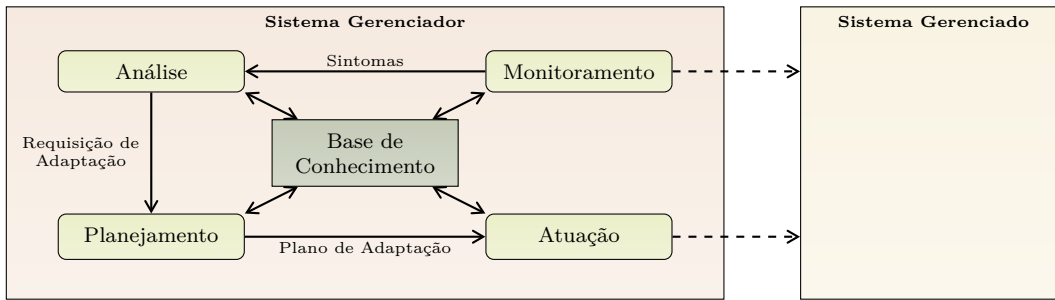 Sistema Gerenciador
Sistema Gerenciado
Análise
Sintomas
Monitoramento
Requisição de
Adaptação
Base de
Conhecimento
Planejamento
Plano de Adaptação
Atuação